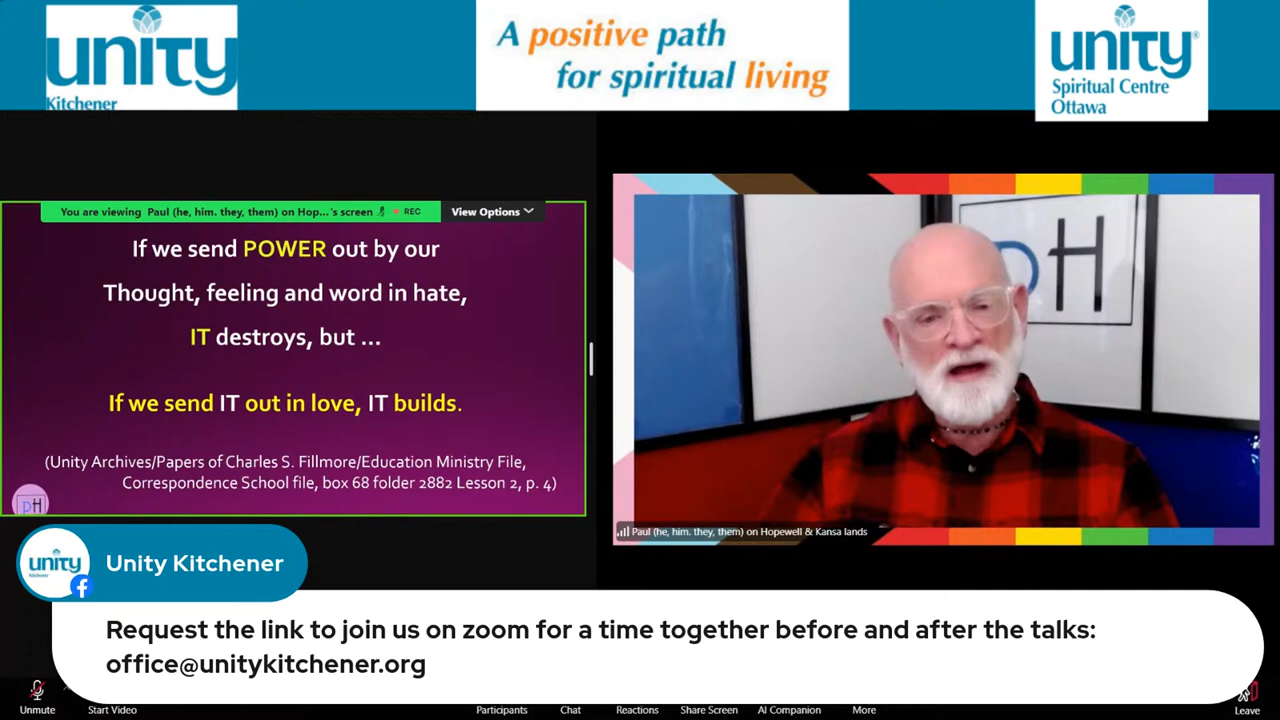 unity
Kitchener
A positive path
for spiritual living
unity®
Spiritual Centre
Ottawa
You are viewing Paul (he, him. they, them) on Hop...'s screen
REC
View Options
If we send POWER out by our
Thought, feeling and word in hate,
IT destroys, but ...
If we send IT out in love, IT builds.
(Unity Archives/Papers of Charles S. Fillmore/Education Ministry File,
Correspondence School file, box 68 folder 2882 Lesson 2, p. 4)
pH
pH
Paul (he, him. they, them) on Hopewell & Kansa lands
unity
Kitchener
Unity Kitchener
Request the link to join us on zoom for a time together before and after the talks:
office@unitykitchener.org
Unmute
Start Video
Participants
Chat
Reactions
Share Screen
AI Companion
More
Leave